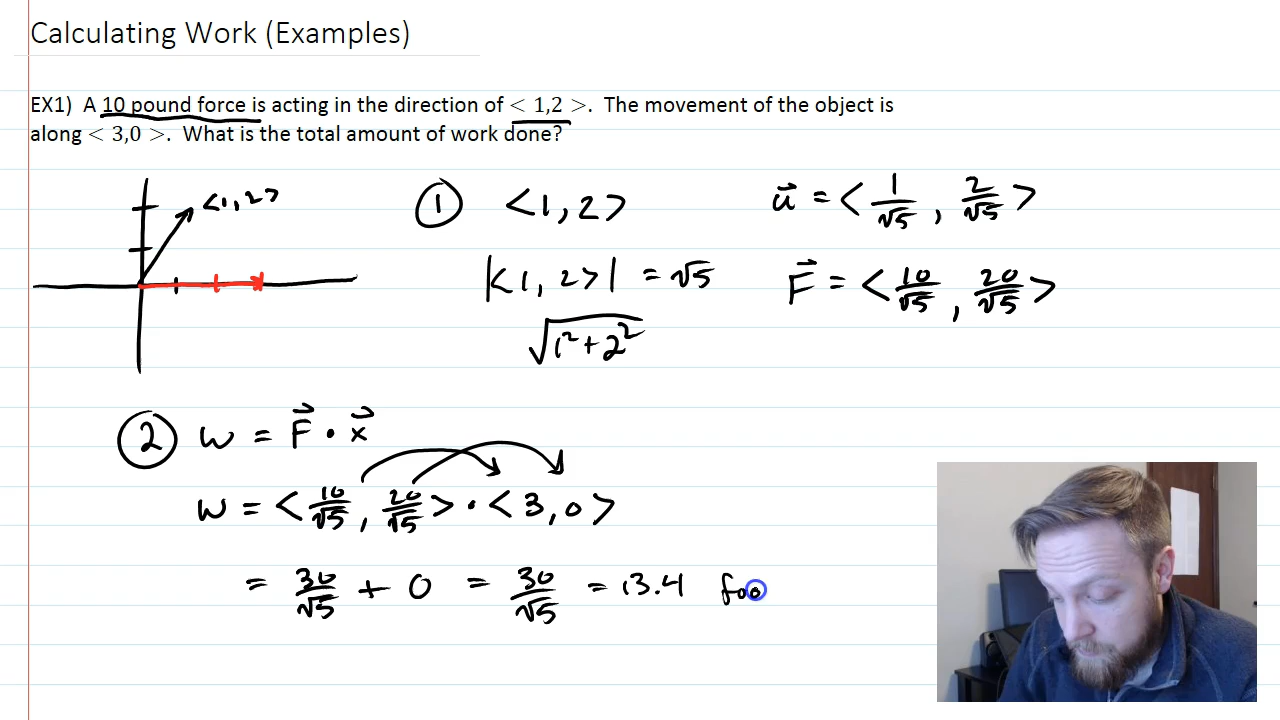 Calculating Work (Examples)
EX1) A 10 pound force is acting in the direction of < 1,2 >. The movement of the object is
along < 3,0 >. What is the total amount of work done?
<1,2>
① <1,2>
|<1,2>| = √5
√(1² + 2²)
u⃗ = < 1/√5 , 2/√5 >
F⃗ = < 10/√5 , 20/√5 >
② W = F⃗ · x⃗
W = < 10/√5 , 20/√5 > · < 3,0 >
= 30/√5 + 0 = 30/√5 = 13.4 foo